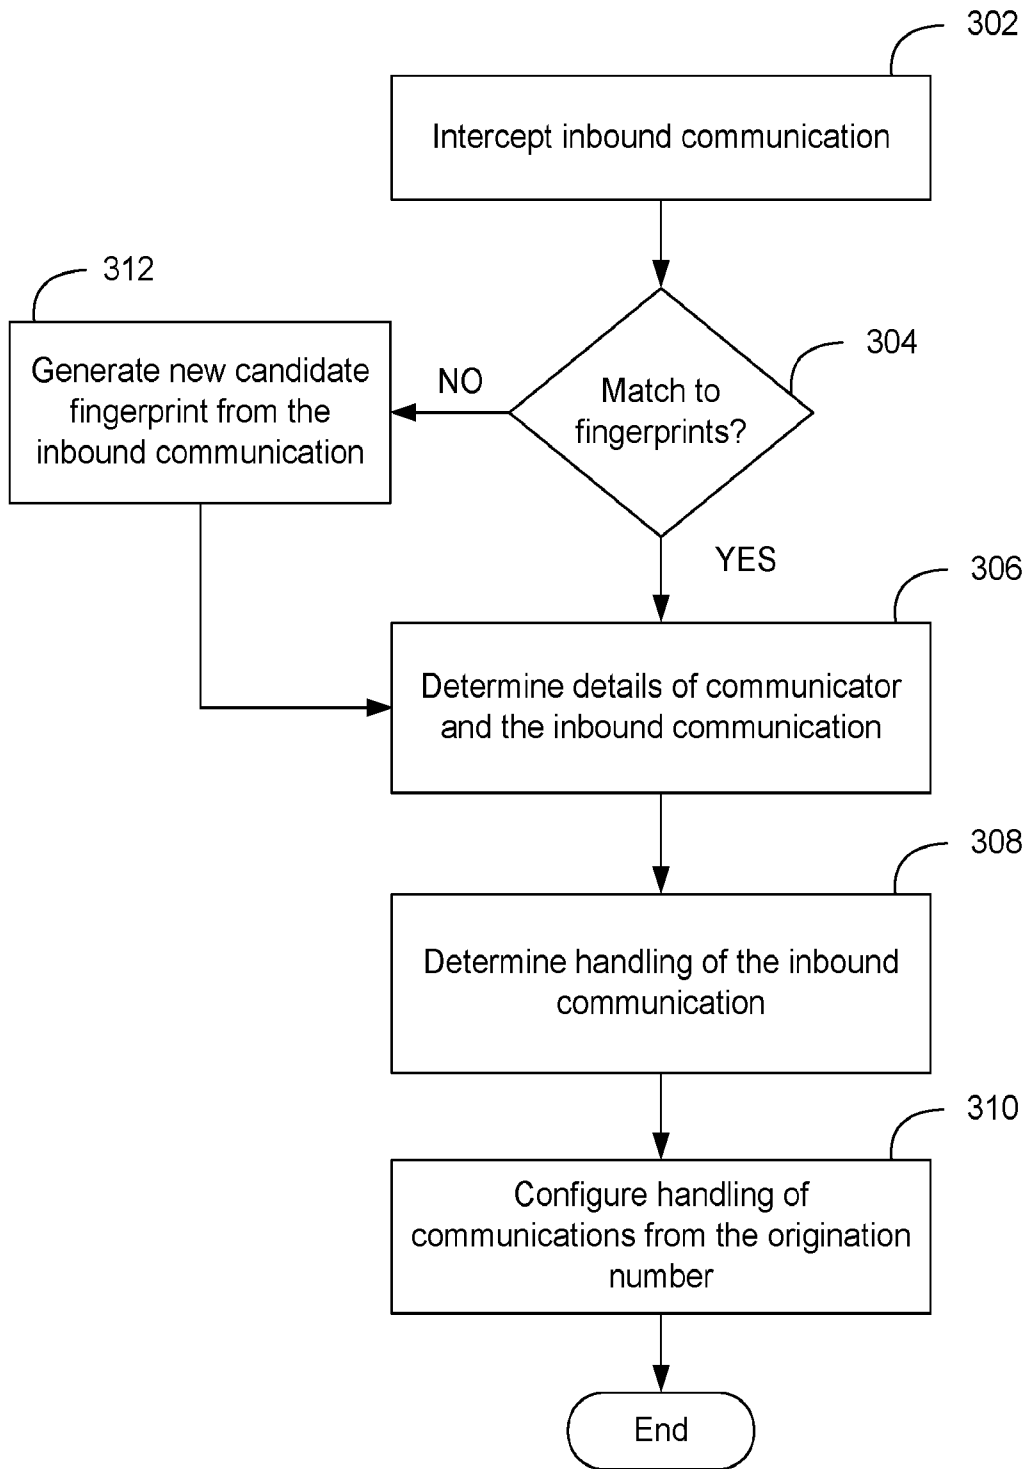 302
Intercept inbound communication
312
Generate new candidate
fingerprint from the
inbound communication
NO
304
Match to
fingerprints?
YES
306
Determine details of communicator
and the inbound communication
308
Determine handling of the inbound
communication
310
Configure handling of
communications from the origination
number
End